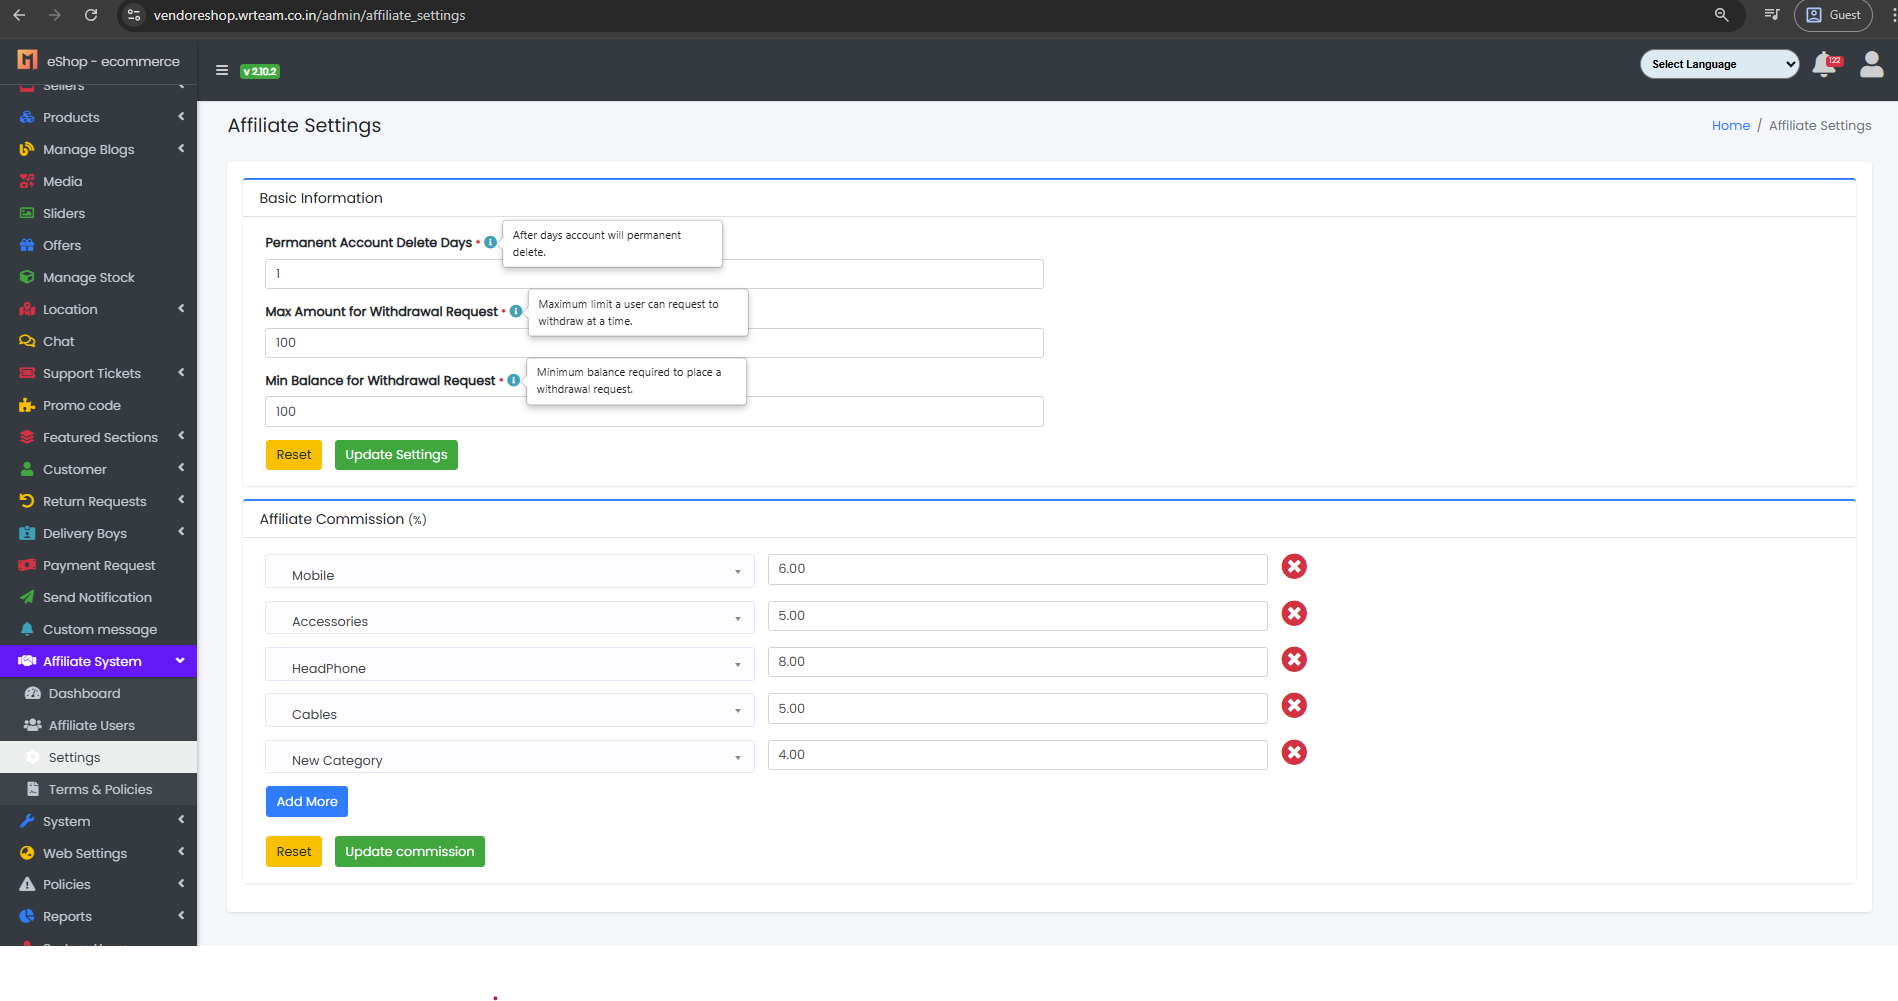 vendoreshop.wrteam.co.in/admin/affiliate_settings
Guest
eShop - ecommerce
v 2.10.2
Select Language
122
Sellers
Products
Manage Blogs
Media
Sliders
Offers
Manage Stock
Location
Chat
Support Tickets
Promo code
Featured Sections
Customer
Return Requests
Delivery Boys
Payment Request
Send Notification
Custom message
Affiliate System
Dashboard
Affiliate Users
Settings
Terms & Policies
System
Web Settings
Policies
Reports
Affiliate Settings
Home / Affiliate Settings
Basic Information
Permanent Account Delete Days *
After days account will permanent
delete.
1
Max Amount for Withdrawal Request *
Maximum limit a user can request to
withdraw at a time.
100
Min Balance for Withdrawal Request *
Minimum balance required to place a
withdrawal request.
100
Reset
Update Settings
Affiliate Commission (%)
Mobile
6.00
Accessories
5.00
HeadPhone
8.00
Cables
5.00
New Category
4.00
Add More
Reset
Update commission